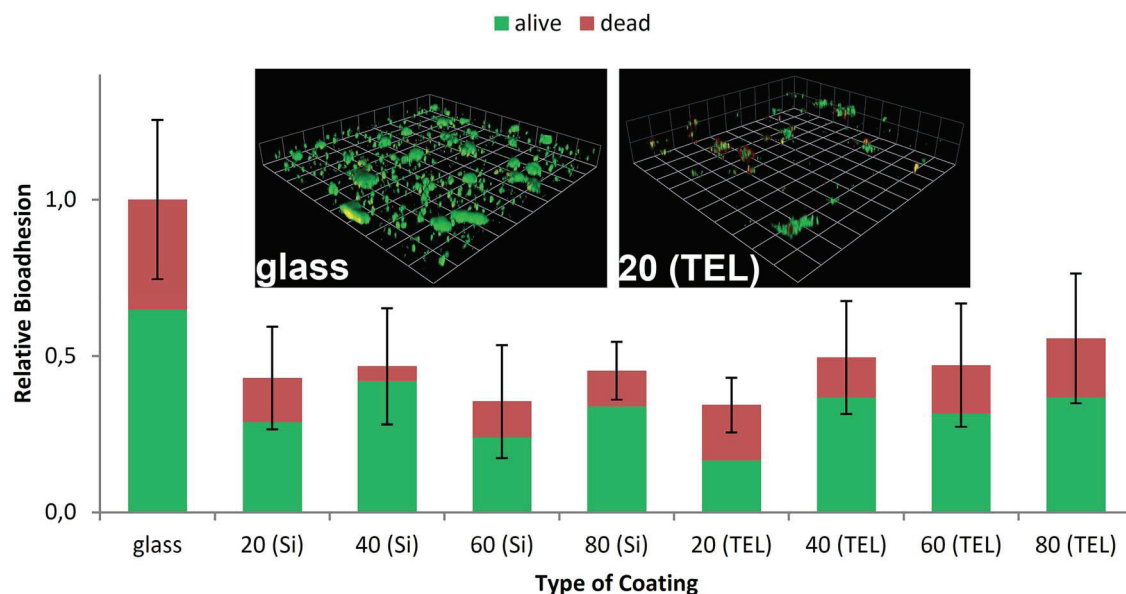 alive dead
Relative Bioadhesion
1,0
0,5
0,0
glass
20 (TEL)
glass 20 (Si) 40 (Si) 60 (Si) 80 (Si) 20 (TEL) 40 (TEL) 60 (TEL) 80 (TEL)
Type of Coating